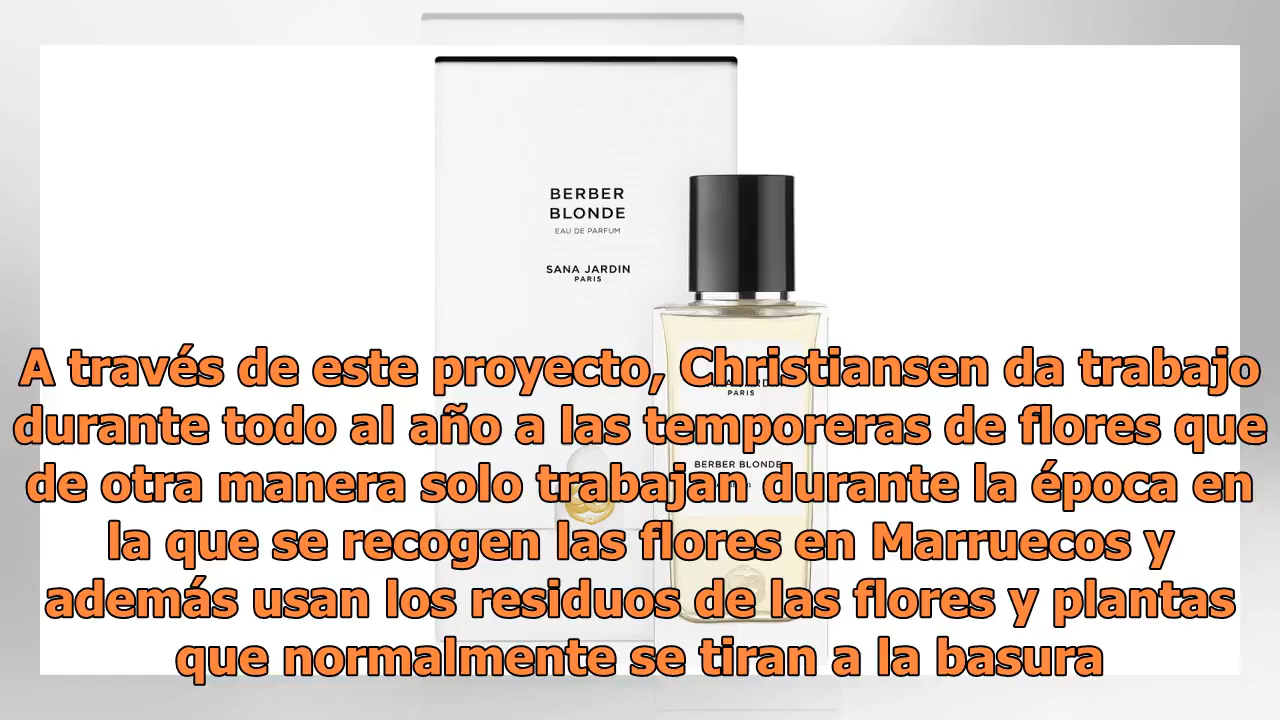 BERBER
BLONDE
EAU DE PARFUM
SANA JARDIN
PARIS
A través de este proyecto, Christiansen da trabajo
PARIS
durante todo al año a las temporeras de flores que
BERBER BLONDE
de otra manera solo trabajan durante la época en
la que se recogen las flores en Marruecos y
además usan los residuos de las flores y plantas
que normalmente se tiran a la basura